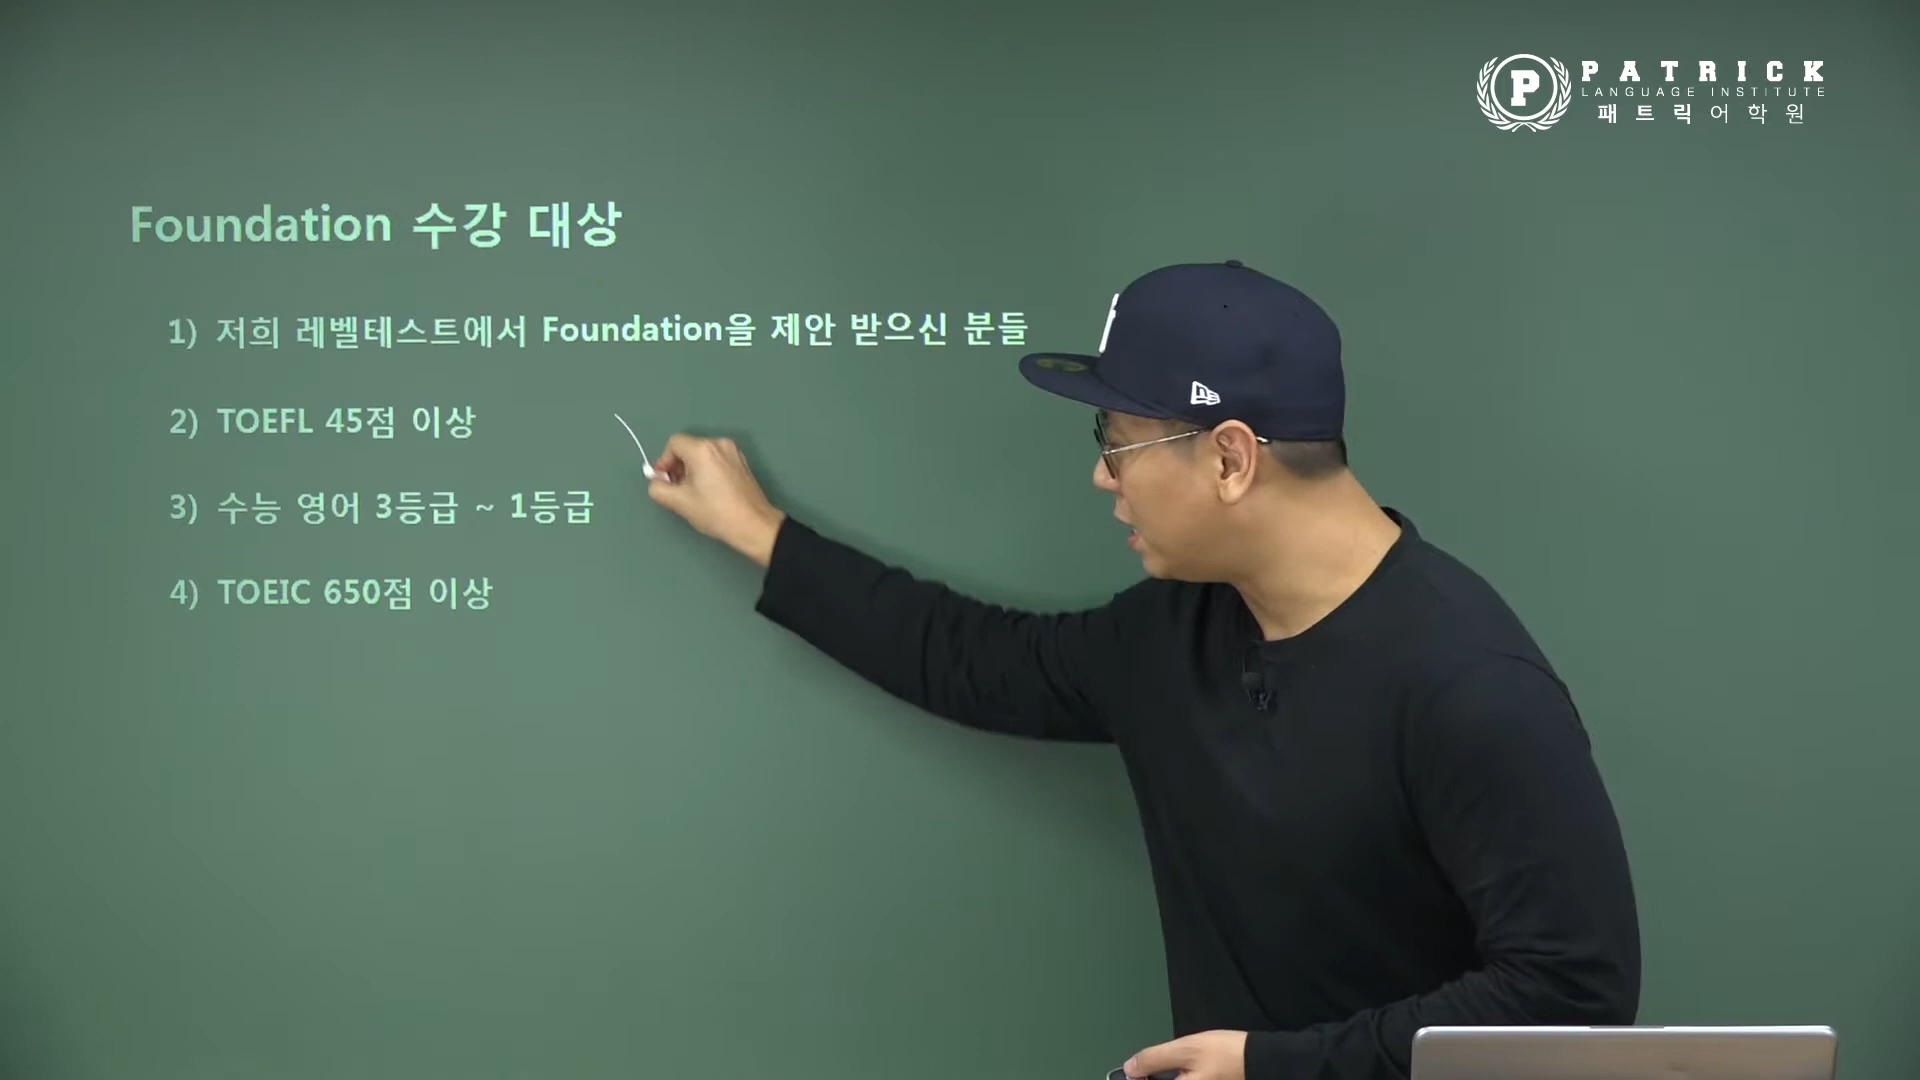 P
PATRICK
LANGUAGE INSTITUTE
패트릭어학원
Foundation 수강 대상
1) 저희 레벨테스트에서 Foundation을 제안 받으신 분들
2) TOEFL 45점 이상
3) 수능 영어 3등급 ~ 1등급
4) TOEIC 650점 이상